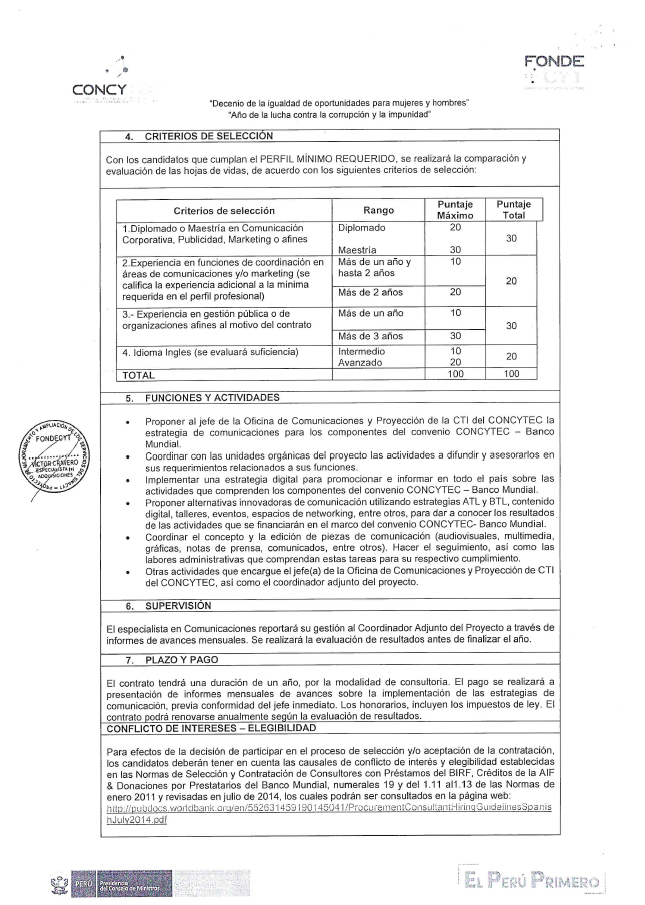 CONCY
FONDE
CYT
"Decenio de la igualdad de oportunidades para mujeres y hombres"
"Año de la lucha contra la corrupción y la impunidad"
4. CRITERIOS DE SELECCIÓN
Con los candidatos que cumplan el PERFIL MÍNIMO REQUERIDO, se realizará la comparación y
evaluación de las hojas de vidas, de acuerdo con los siguientes criterios de selección:
Criterios de selección Rango Puntaje Máximo Puntaje Total
1.Diplomado o Maestría en Comunicación Diplomado 20
Corporativa, Publicidad, Marketing o afines 30
Maestría 30
2.Experiencia en funciones de coordinación en Más de un año y 10
áreas de comunicaciones y/o marketing (se hasta 2 años
califica la experiencia adicional a la mínima 20
requerida en el perfil profesional) Más de 2 años 20
3.- Experiencia en gestión pública o de Más de un año 10
organizaciones afines al motivo del contrato 30
Más de 3 años 30
4. Idioma Ingles (se evaluará suficiencia) Intermedio 10 20
Avanzado 20
TOTAL 100 100
5. FUNCIONES Y ACTIVIDADES
• Proponer al jefe de la Oficina de Comunicaciones y Proyección de la CTI del CONCYTEC la
estrategia de comunicaciones para los componentes del convenio CONCYTEC – Banco
Mundial.
• Coordinar con las unidades orgánicas del proyecto las actividades a difundir y asesorarlos en
sus requerimientos relacionados a sus funciones.
• Implementar una estrategia digital para promocionar e informar en todo el país sobre las
actividades que comprenden los componentes del convenio CONCYTEC – Banco Mundial.
• Proponer alternativas innovadoras de comunicación utilizando estrategias ATL y BTL, contenido
digital, talleres, eventos, espacios de networking, entre otros, para dar a conocer los resultados
de las actividades que se financiarán en el marco del convenio CONCYTEC- Banco Mundial.
• Coordinar el concepto y la edición de piezas de comunicación (audiovisuales, multimedia,
gráficas, notas de prensa, comunicados, entre otros). Hacer el seguimiento, así como las
labores administrativas que comprendan estas tareas para su respectivo cumplimiento.
• Otras actividades que encargue el jefe(a) de la Oficina de Comunicaciones y Proyección de CTI
del CONCYTEC, así como el coordinador adjunto del proyecto.
FONDECYT
VICTOR CRAVERO
ESPECIALISTA EN
ADQUISICIONES
6. SUPERVISIÓN
El especialista en Comunicaciones reportará su gestión al Coordinador Adjunto del Proyecto a través de
informes de avances mensuales. Se realizará la evaluación de resultados antes de finalizar el año.
7. PLAZO Y PAGO
El contrato tendrá una duración de un año, por la modalidad de consultoría. El pago se realizará a
presentación de informes mensuales de avances sobre la implementación de las estrategias de
comunicación, previa conformidad del jefe inmediato. Los honorarios, incluyen los impuestos de ley. El
contrato podrá renovarse anualmente según la evaluación de resultados.
CONFLICTO DE INTERESES – ELEGIBILIDAD
Para efectos de la decisión de participar en el proceso de selección y/o aceptación de la contratación,
los candidatos deberán tener en cuenta las causales de conflicto de interés y elegibilidad establecidas
en las Normas de Selección y Contratación de Consultores con Préstamos del BIRF, Créditos de la AIF
& Donaciones por Prestatarios del Banco Mundial, numerales 19 y del 1.11 al1.13 de las Normas de
enero 2011 y revisadas en julio de 2014, los cuales podrán ser consultados en la página web:
http://pubdocs.worldbank.org/en/552631459190145041/ProcurementConsultantHiringGuidelinesSpanis
hJuly2014.pdf
PERÚ Presidencia
del Consejo de Ministros
EL PERÚ PRIMERO